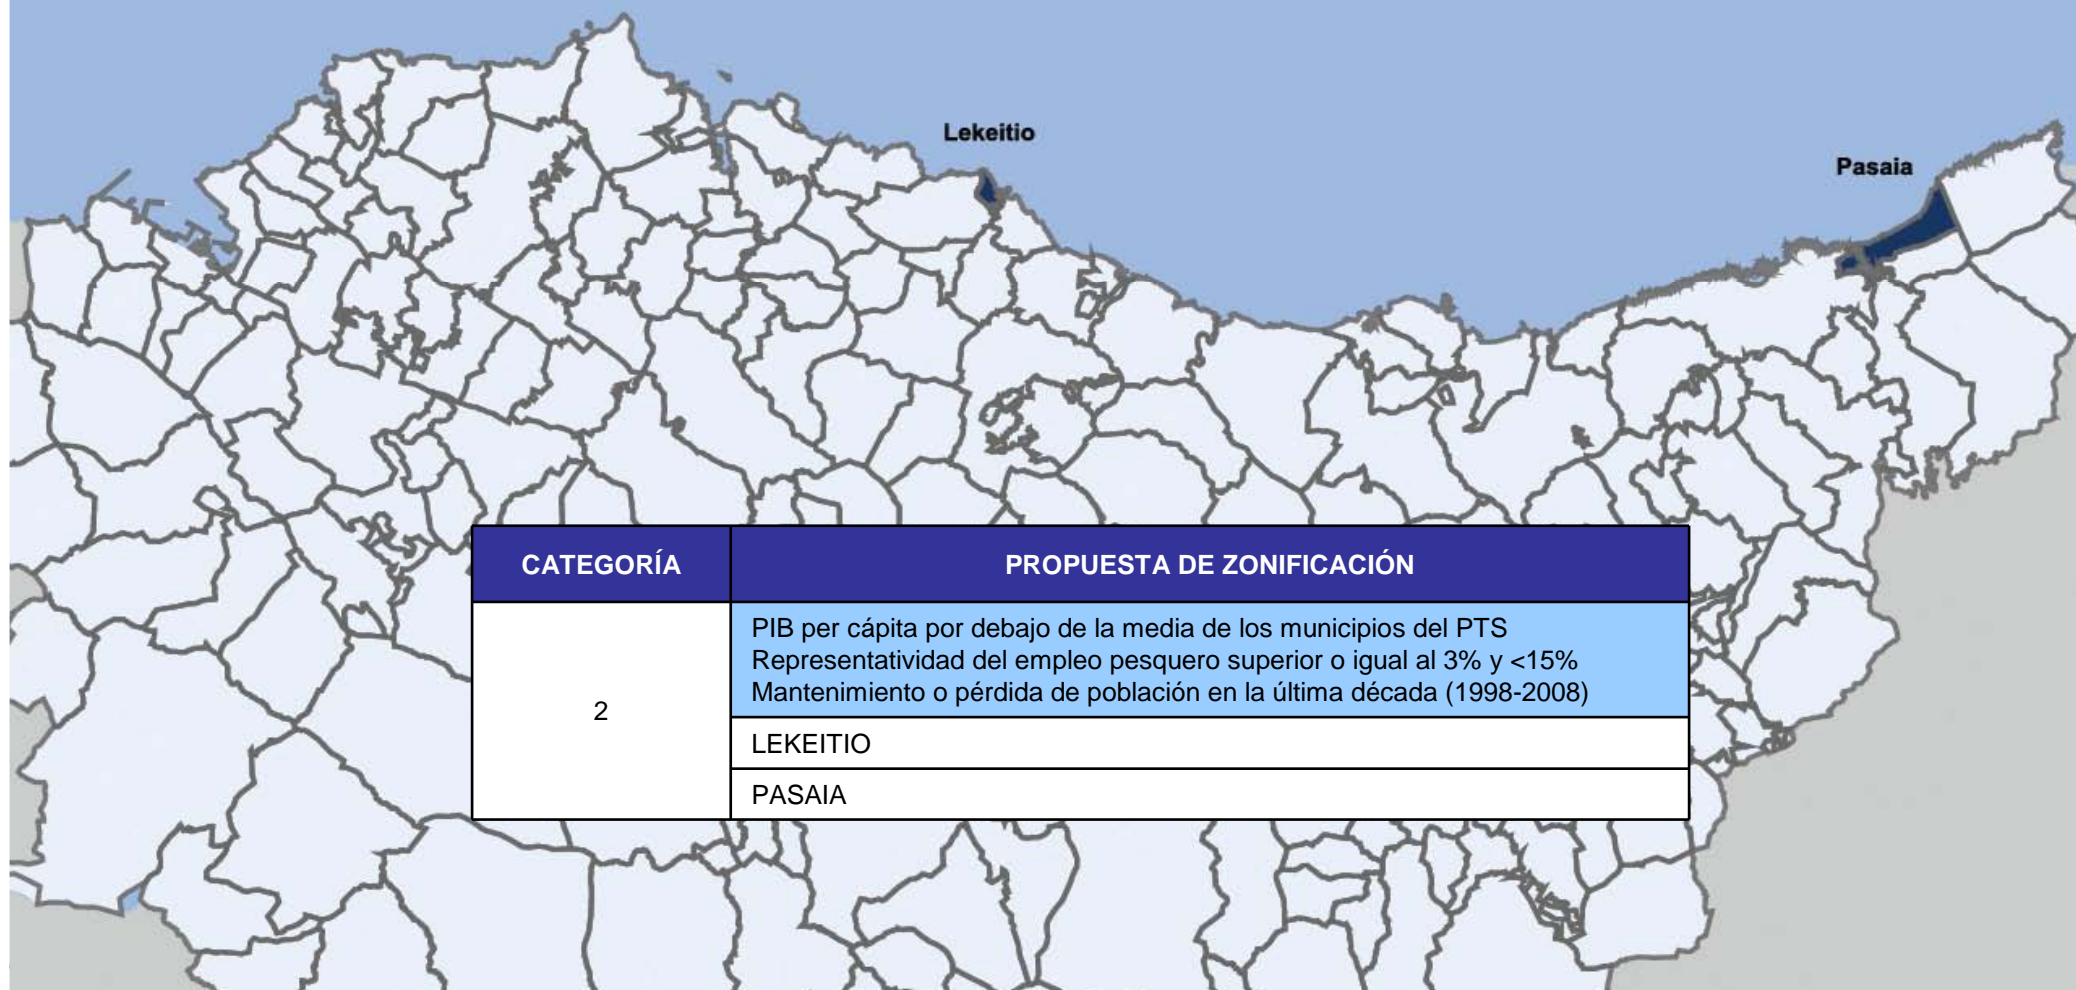 Lekeitio
Pasaia
CATEGORÍA
PROPUESTA DE ZONIFICACIÓN
2
PIB per cápita por debajo de la media de los municipios del PTS
Representatividad del empleo pesquero superior o igual al 3% y <15%
Mantenimiento o pérdida de población en la última década (1998-2008)
LEKEITIO
PASAIA